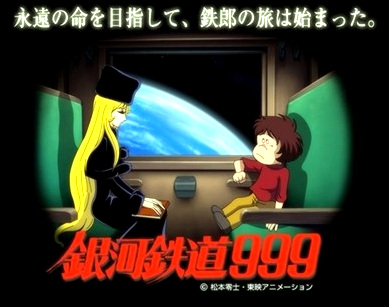 永遠の命を目指して、鉄郎の旅は始まった。
銀河鉄道999
© 松本零士・東映アニメーション